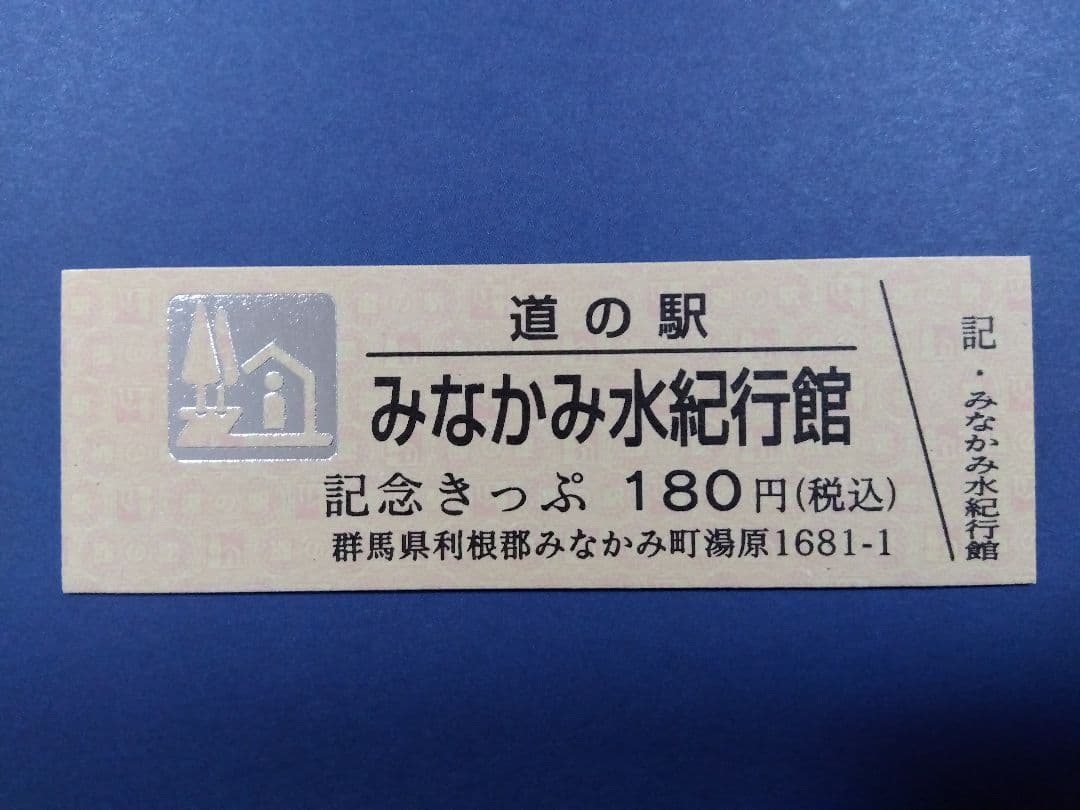 道の駅
みなかみ水紀行館
記念きっぷ 180円(税込)
群馬県利根郡みなかみ町湯原1681-1
記・みなかみ水紀行館